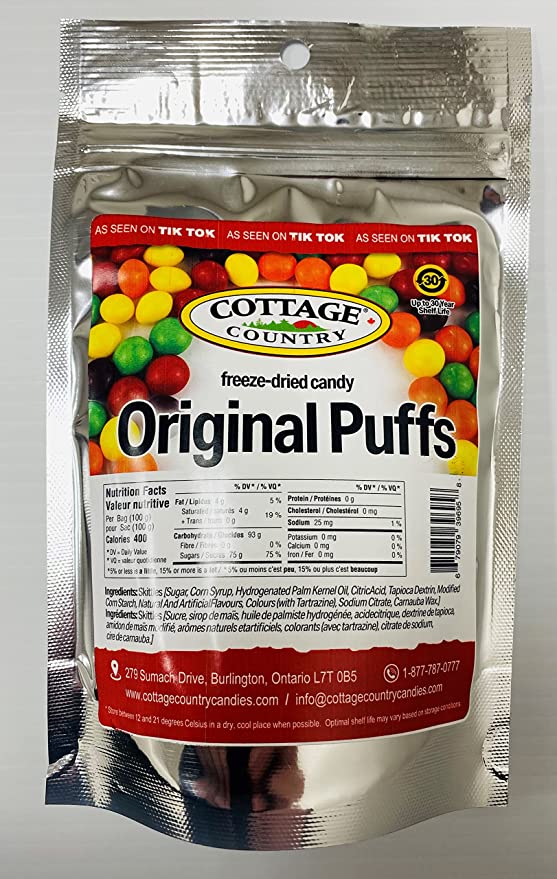 AS SEEN ON TIK TOK AS SEEN ON TIK TOK AS SEEN ON TIK TOK
30
Up to 30 Year
Shelf Life
COTTAGE
COUNTRY
freeze-dried candy
Original Puffs
Nutrition Facts
Valeur nutritive
Per Bag (100 g)
pour Sac (100 g)
Calories 400
* DV = Daily Value
* VQ = valeur quotidienne
% DV* / % VQ*
Fat / Lipides 4 g 5 %
Saturated / saturés 4 g
+ Trans / trans 0 g 19 %
Carbohydrate / Glucides 93 g
Fibre / Fibres 0 g 0 %
Sugars / Sucres 75 g 75 %
% DV* / % VQ*
Protein / Protéines 0 g
Cholesterol / Cholestérol 0 mg
Sodium 25 mg 1 %
Potassium 0 mg 0 %
Calcium 0 mg 0 %
Iron / Fer 0 mg 0 %
*5% or less is a little, 15% or more is a lot / *5% ou moins c'est peu, 15% ou plus c'est beaucoup
6 79079 39695 8
Ingredients: Skittles [Sugar, Corn Syrup, Hydrogenated Palm Kernel Oil, CitricAcid, Tapioca Dextrin, Modified
Corn Starch, Natural And Artificial Flavours, Colours (with Tartrazine), Sodium Citrate, Carnauba Wax.]
Ingrédients: Skittles [Sucre, sirop de maïs, huile de palmiste hydrogénée, acidecitrique, dextrine de tapioca,
amidon de maïs modifié, arômes naturels etartificiels, colorants (avec tartrazine), citrate de sodium,
cire de carnauba.]
279 Sumach Drive, Burlington, Ontario L7T 0B5 1-877-787-0777
www.cottagecountrycandies.com / info@cottagecountrycandies.com
* Store between 12 and 21 degrees Celsius in a dry, cool place when possible. Optimal shelf life may vary based on storage conditions.